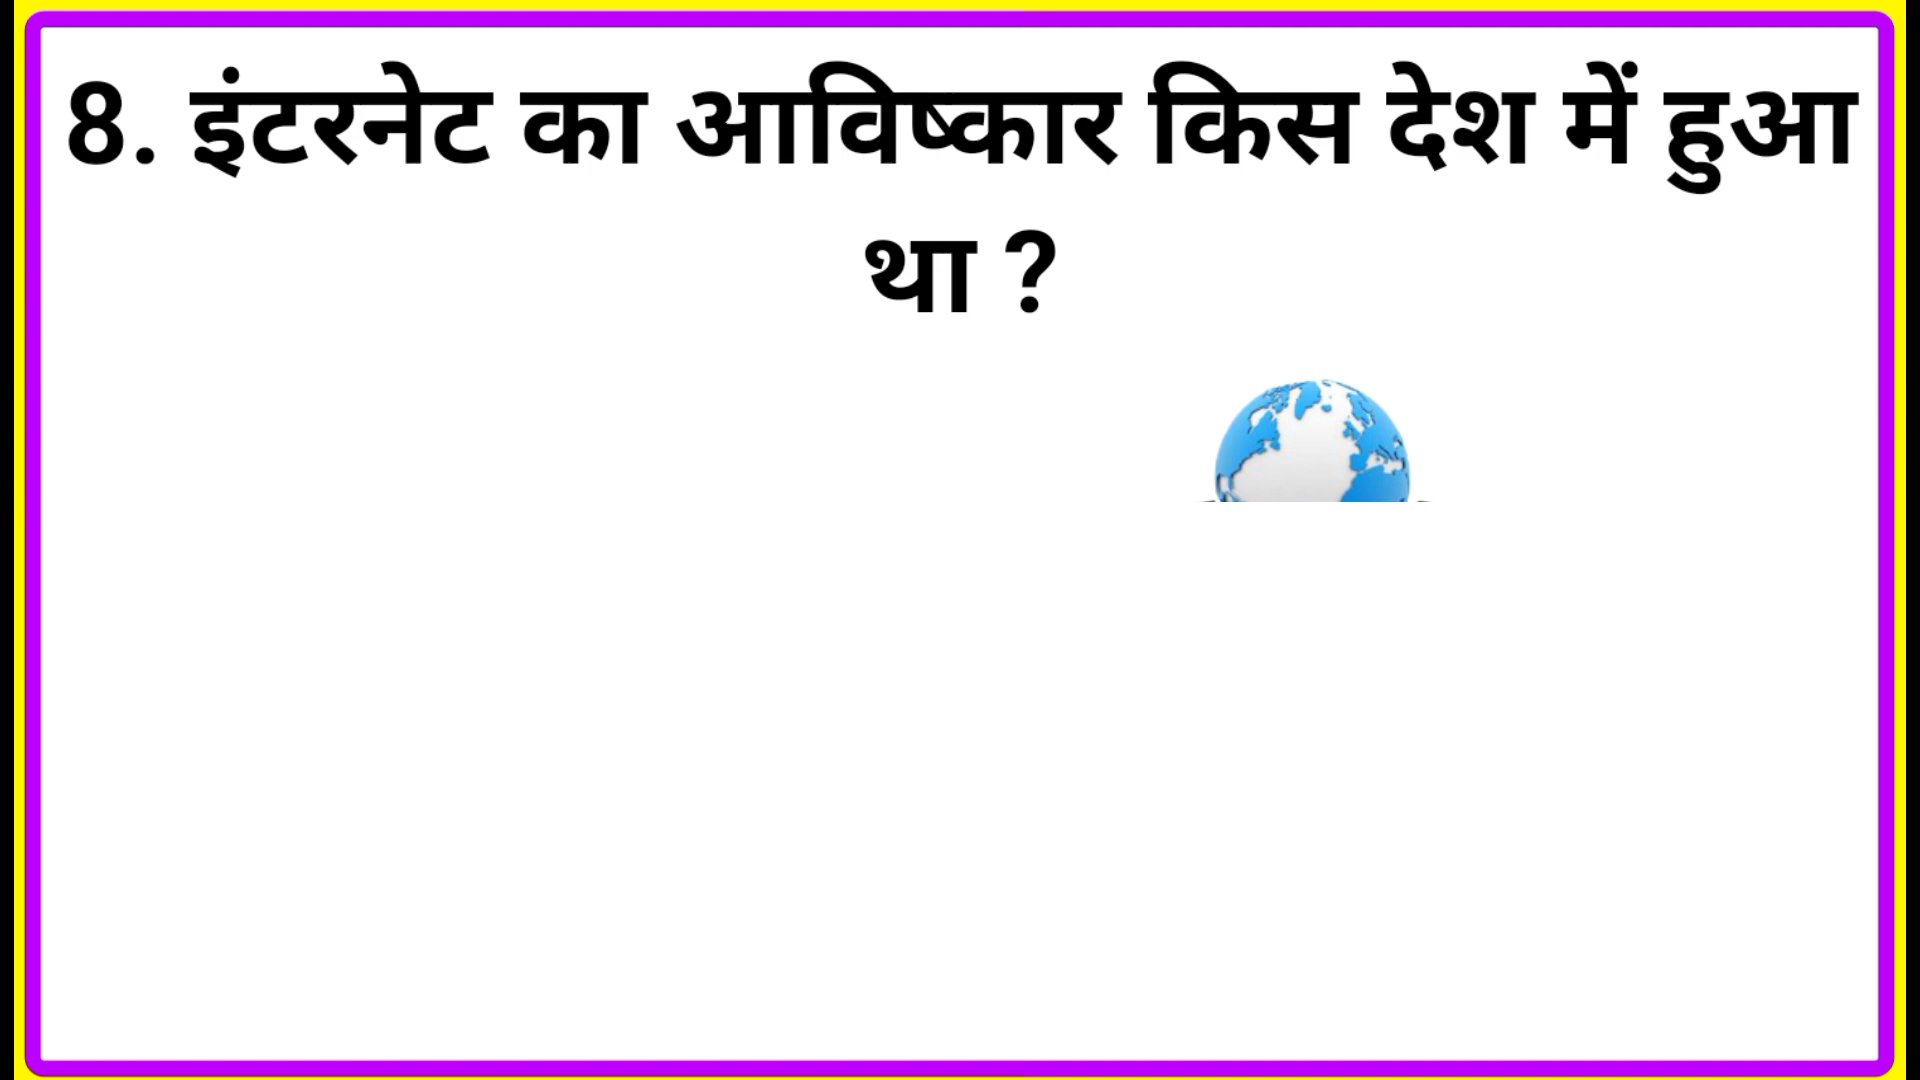 8. इंटरनेट का आविष्कार किस देश में हुआ
था ?